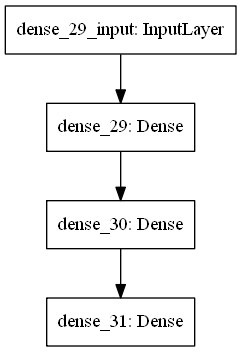 dense_29_input: InputLayer
dense_29: Dense
dense_30: Dense
dense_31: Dense